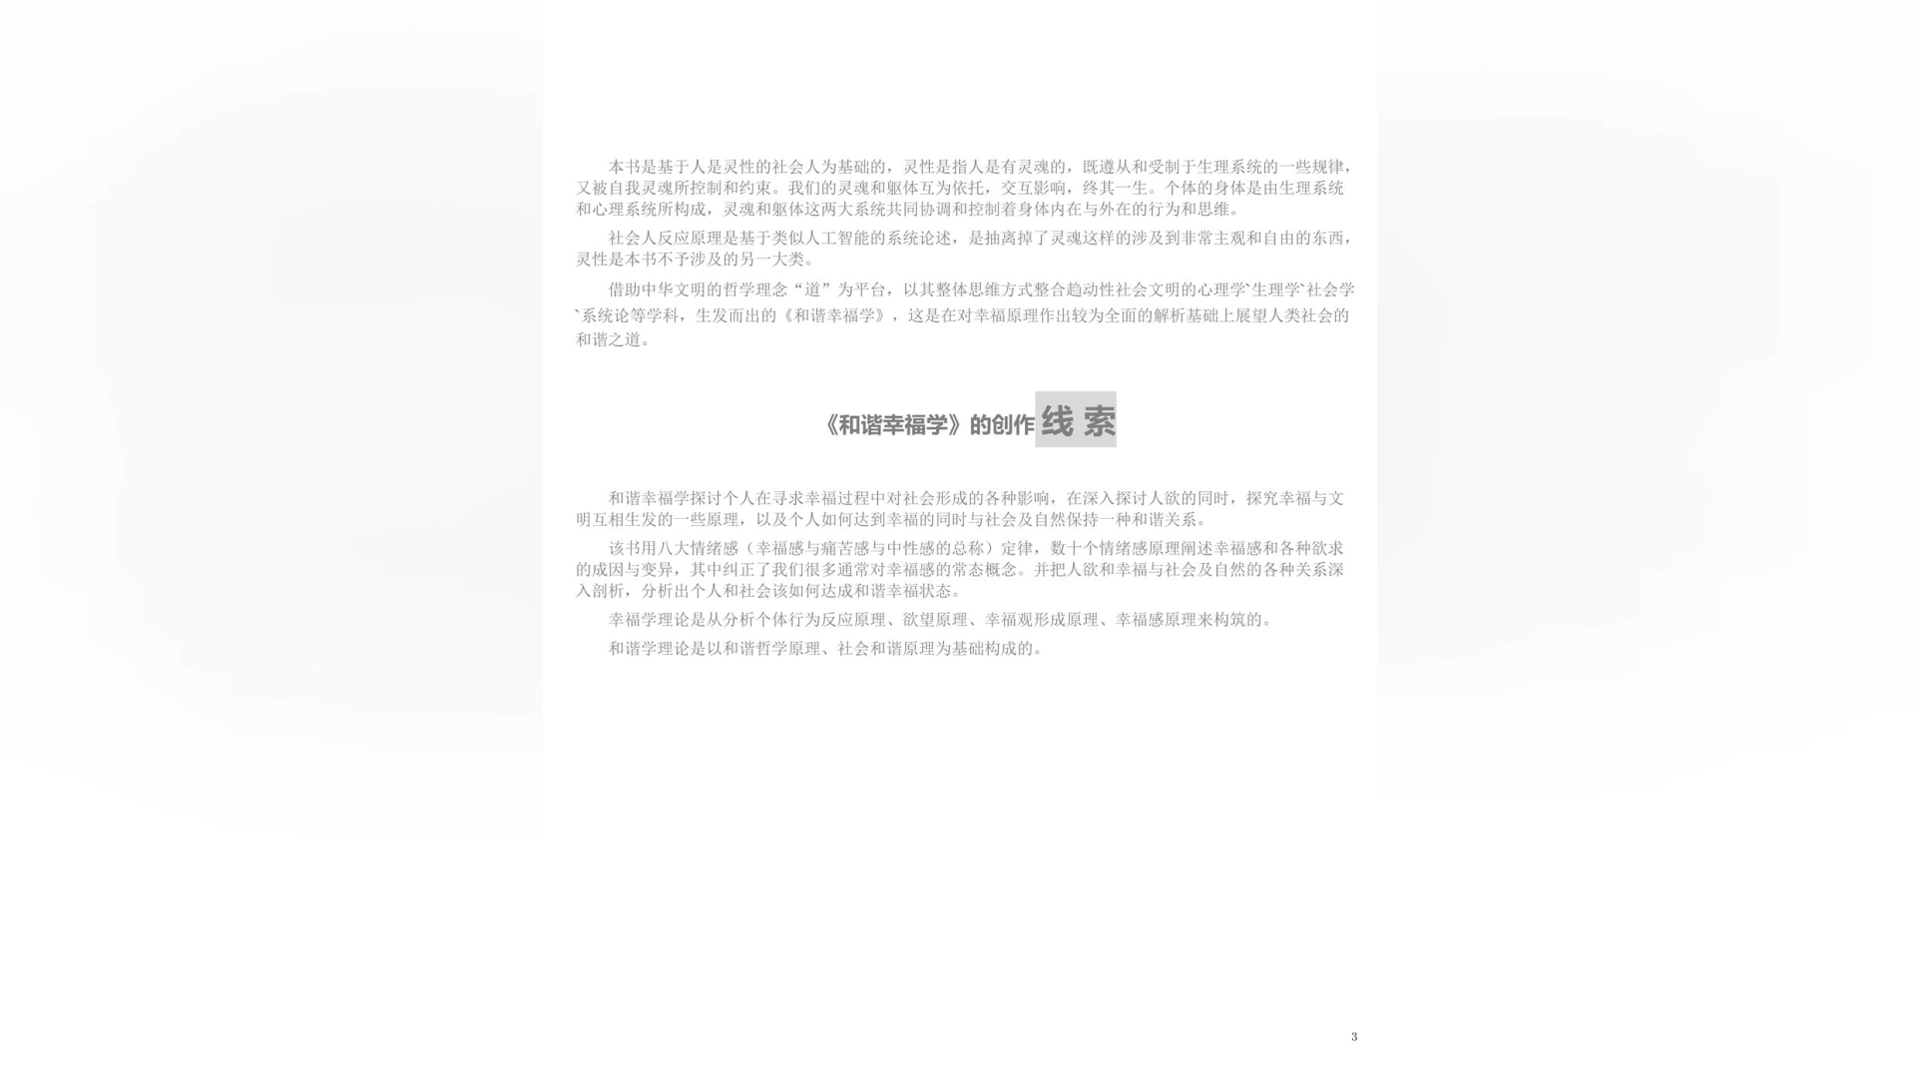 本书是基于人是灵性的社会人为基础的，灵性是指人是有灵魂的，既遵从和受制于生理系统的一些规律，
又被自我灵魂所控制和约束。我们的灵魂和躯体互为依托，交互影响，终其一生。个体的身体是由生理系统
和心理系统所构成，灵魂和躯体这两大系统共同协调和控制着身体内在与外在的行为和思维。
社会人反应原理是基于类似人工智能的系统论述，是抽离掉了灵魂这样的涉及到非常主观和自由的东西，
灵性是本书不予涉及的另一大类。
借助中华文明的哲学理念“道”为平台，以其整体思维方式整合趋动性社会文明的心理学`生理学`社会学
`系统论等学科，生发而出的《和谐幸福学》，这是在对幸福原理作出较为全面的解析基础上展望人类社会的
和谐之道。
《和谐幸福学》的创作线 索
和谐幸福学探讨个人在寻求幸福过程中对社会形成的各种影响，在深入探讨人欲的同时，探究幸福与文
明互相生发的一些原理，以及个人如何达到幸福的同时与社会及自然保持一种和谐关系。
该书用八大情绪感（幸福感与痛苦感与中性感的总称）定律，数十个情绪感原理阐述幸福感和各种欲求
的成因与变异，其中纠正了我们很多通常对幸福感的常态概念。并把人欲和幸福与社会及自然的各种关系深
入剖析，分析出个人和社会该如何达成和谐幸福状态。
幸福学理论是从分析个体行为反应原理、欲望原理、幸福观形成原理、幸福感原理来构筑的。
和谐学理论是以和谐哲学原理、社会和谐原理为基础构成的。
3